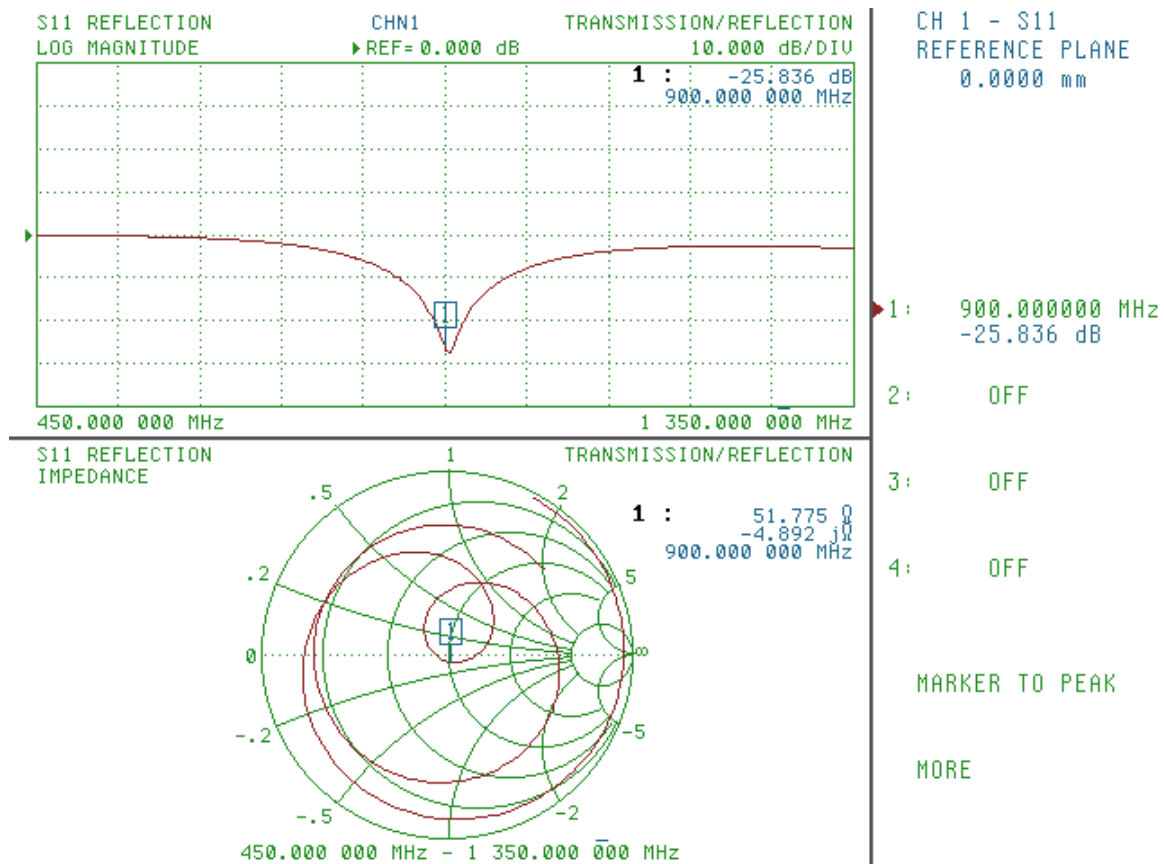 S11 REFLECTION CHN1 TRANSMISSION/REFLECTION
LOG MAGNITUDE ▶REF= 0.000 dB 10.000 dB/DIV
1 : -25.836 dB
900.000 000 MHz
1
450.000 000 MHz 1 350.000 000 MHz
S11 REFLECTION 1 TRANSMISSION/REFLECTION
IMPEDANCE
.5 2
1 : 51.775 Ω
-4.892 jΩ
900.000 000 MHz
.2 5
1
0 ∞
-.2 -5
-.5 -2
450.000 000 MHz - 1 350.000 000 MHz
CH 1 - S11
REFERENCE PLANE
0.0000 mm
1: 900.000000 MHz
-25.836 dB
2: OFF
3: OFF
4: OFF
MARKER TO PEAK
MORE